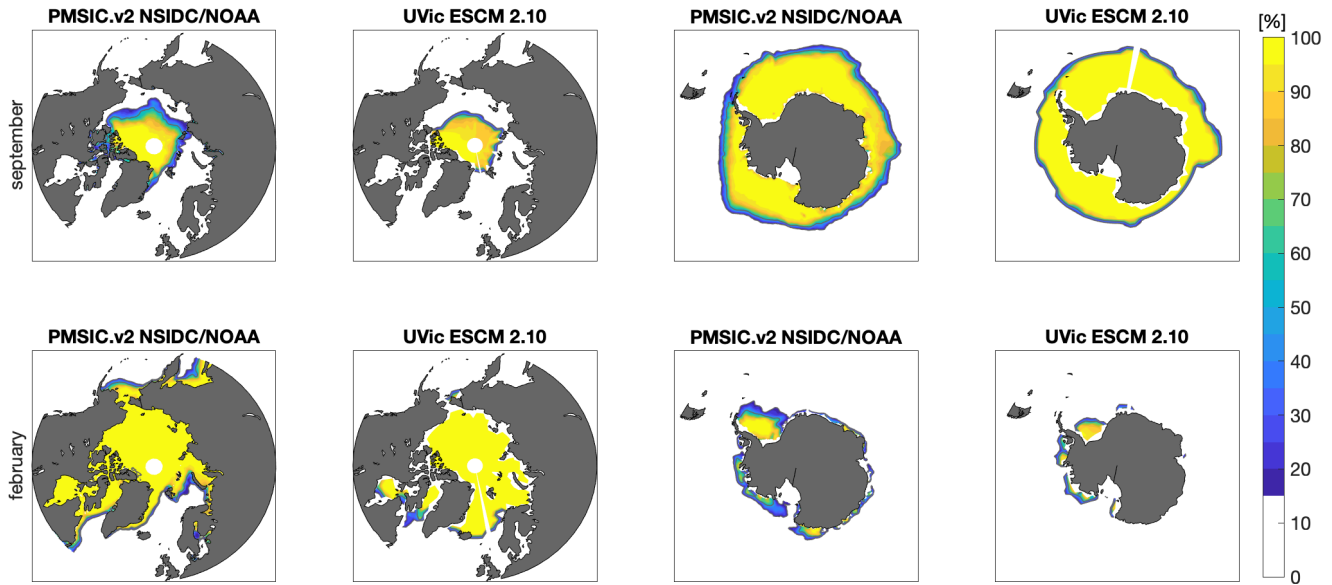 PMSIC.v2 NSIDC/NOAA
UVic ESCM 2.10
PMSIC.v2 NSIDC/NOAA
UVic ESCM 2.10
[%]
september
100
90
80
70
60
50
40
30
20
10
0
PMSIC.v2 NSIDC/NOAA
UVic ESCM 2.10
PMSIC.v2 NSIDC/NOAA
UVic ESCM 2.10
february